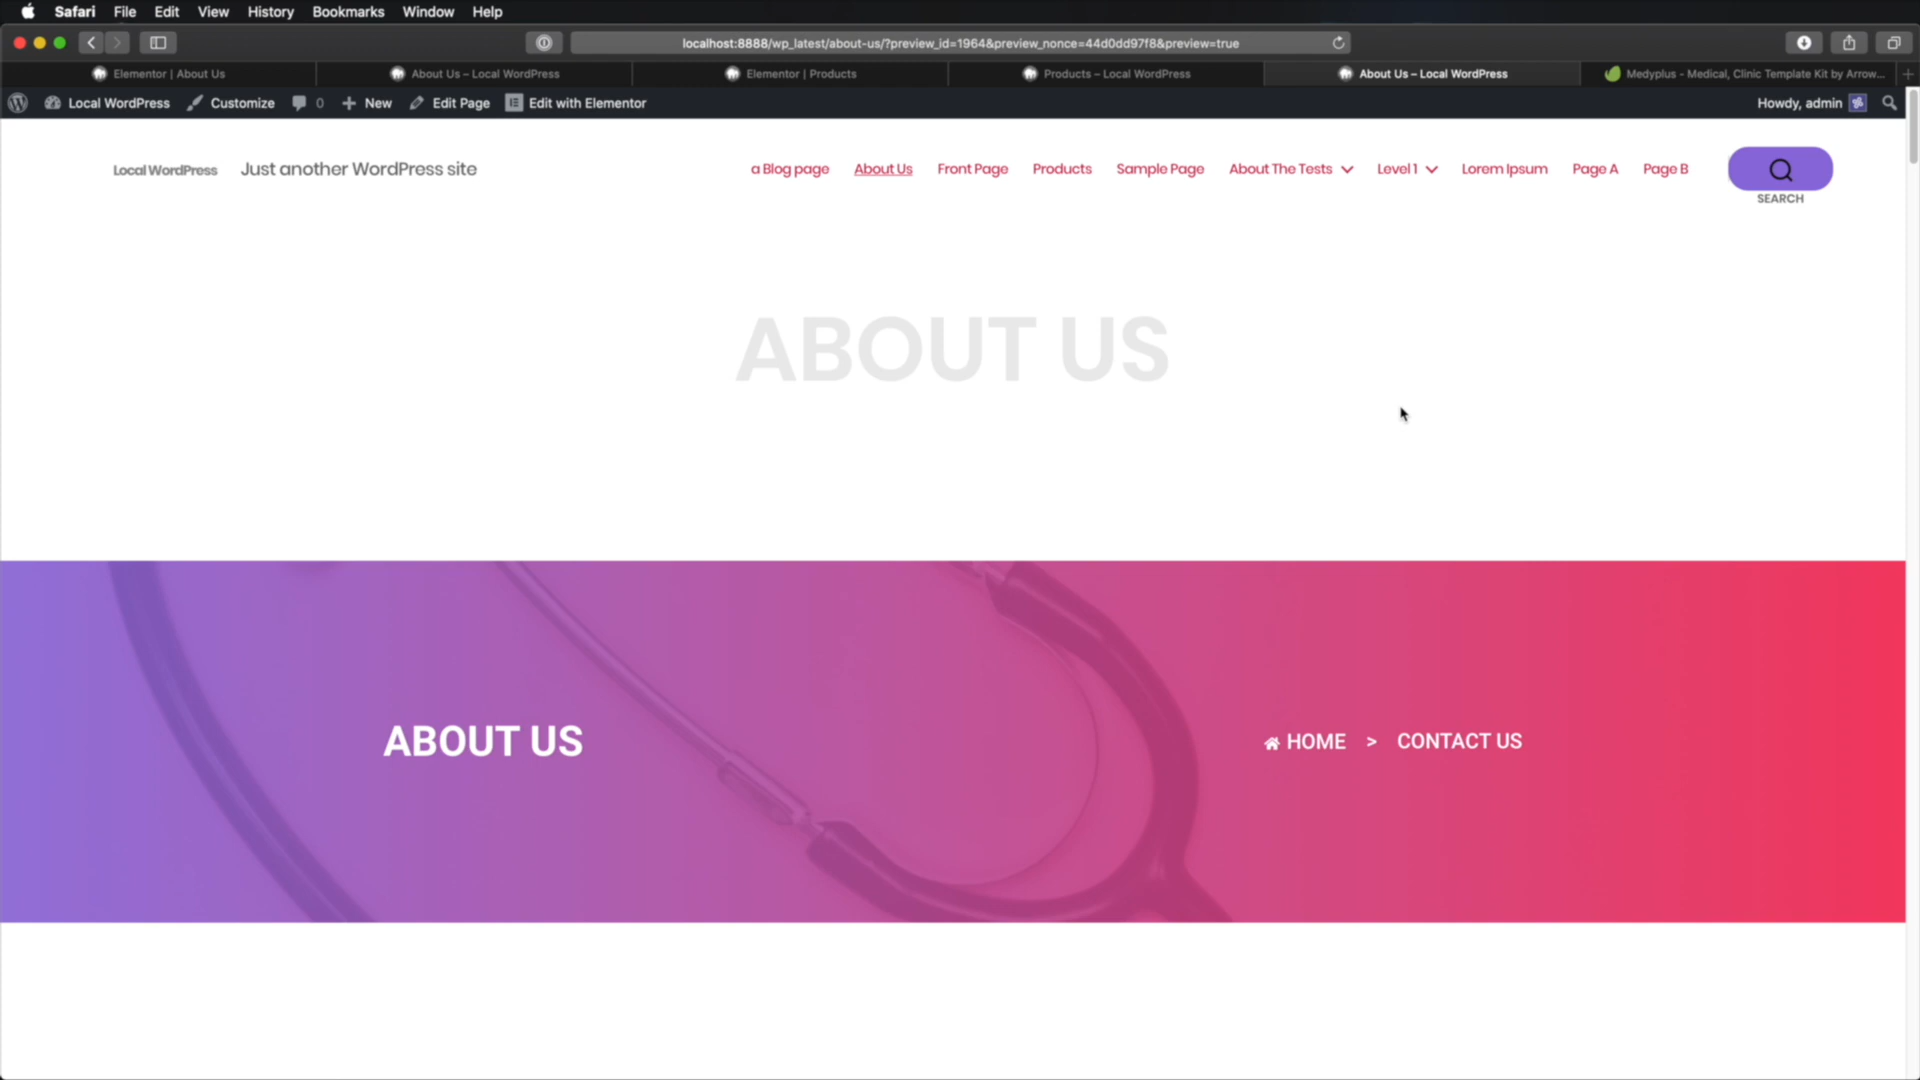 Safari File Edit View History Bookmarks Window Help
localhost:8888/wp_latest/about-us/?preview_id=1964&preview_nonce=44d0dd97f8&preview=true
Elementor | About Us
About Us – Local WordPress
Elementor | Products
Products – Local WordPress
About Us – Local WordPress
Medyplus - Medical, Clinic Template Kit by Arrow...
Local WordPress Customize 0 New Edit Page Edit with Elementor
Howdy, admin
Local WordPress Just another WordPress site
a Blog page About Us Front Page Products Sample Page About The Tests Level 1 Lorem Ipsum Page A Page B
SEARCH
ABOUT US
ABOUT US
HOME > CONTACT US